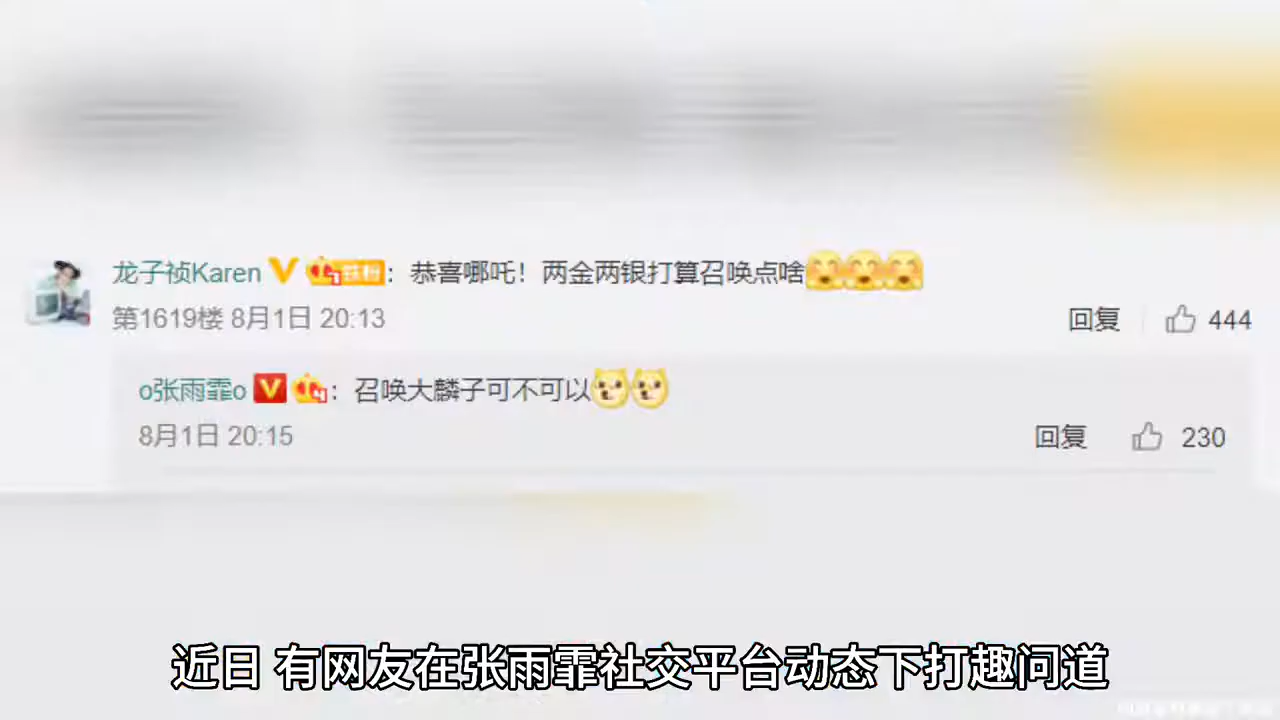 龙子祯Karen V 铁粉：恭喜哪吒！两金两银打算召唤点啥
第1619楼 8月1日 20:13
回复 444
o张雨霏o V：召唤大麟子可不可以
8月1日 20:15
回复 230
近日 有网友在张雨霏社交平台动态下打趣问道